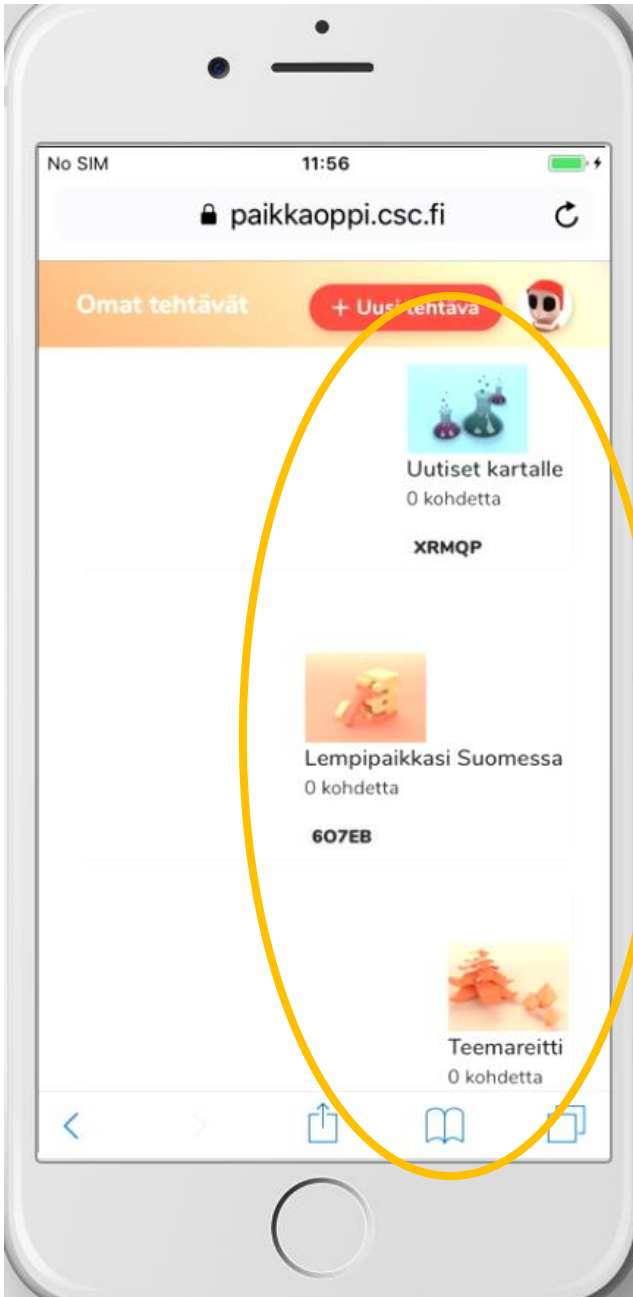 No SIM 11:56
paikkaoppi.csc.fi
Omat tehtävät + Uusi tehtävä
Uutiset kartalle
0 kohdetta
XRMQP
Lempipaikkasi Suomessa
0 kohdetta
6O7EB
Teemareitti
0 kohdetta